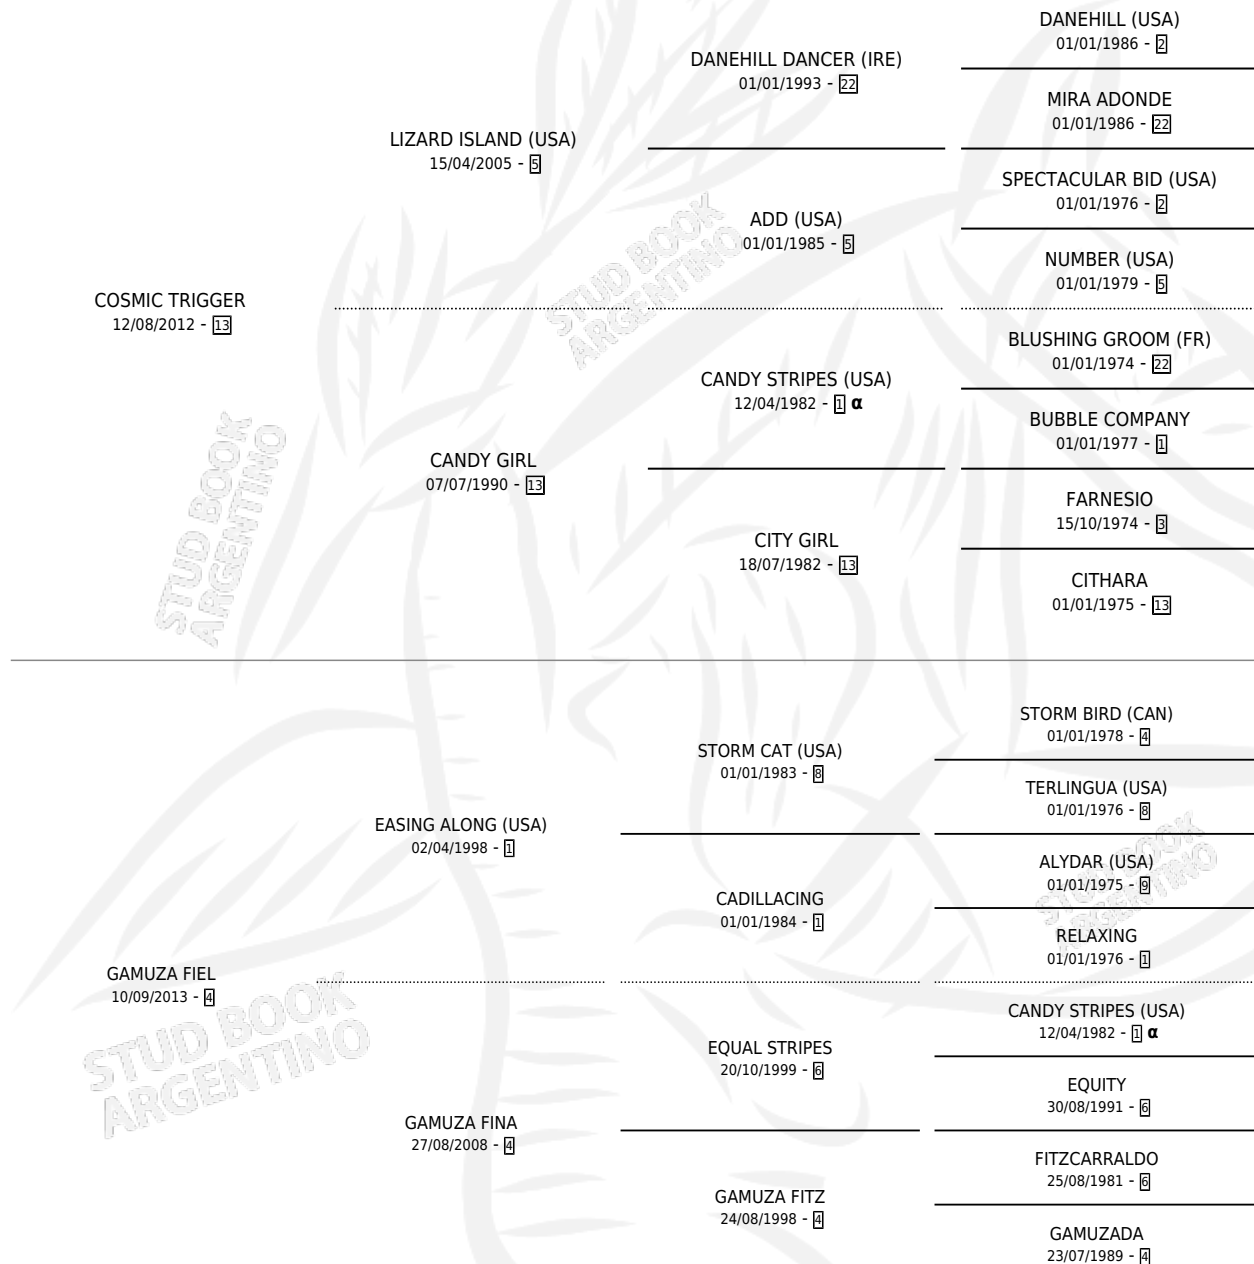 DANEHILL (USA)
01/01/1986 - 2
DANEHILL DANCER (IRE)
01/01/1993 - 22
MIRA ADONDE
01/01/1986 - 22
LIZARD ISLAND (USA)
15/04/2005 - 5
SPECTACULAR BID (USA)
01/01/1976 - 2
ADD (USA)
01/01/1985 - 5
NUMBER (USA)
01/01/1979 - 5
STUD BOOK
ARGENTINO
COSMIC TRIGGER
12/08/2012 - 13
BLUSHING GROOM (FR)
01/01/1974 - 22
CANDY STRIPES (USA)
12/04/1982 - 1 α
BUBBLE COMPANY
01/01/1977 - 1
CANDY GIRL
07/07/1990 - 13
FARNESIO
15/10/1974 - 3
CITY GIRL
18/07/1982 - 13
CITHARA
01/01/1975 - 13
STUD BOOK
ARGENTINO
STORM BIRD (CAN)
01/01/1978 - 4
STORM CAT (USA)
01/01/1983 - 8
TERLINGUA (USA)
01/01/1976 - 8
EASING ALONG (USA)
02/04/1998 - 1
ALYDAR (USA)
01/01/1975 - 9
CADILLACING
01/01/1984 - 1
RELAXING
01/01/1976 - 1
STUD BOOK
ARGENTINO
GAMUZA FIEL
10/09/2013 - 4
CANDY STRIPES (USA)
12/04/1982 - 1 α
EQUAL STRIPES
20/10/1999 - 6
EQUITY
30/08/1991 - 6
GAMUZA FINA
27/08/2008 - 4
FITZCARRALDO
25/08/1981 - 6
GAMUZA FITZ
24/08/1998 - 4
GAMUZADA
23/07/1989 - 4
STUD BOOK
ARGENTINO